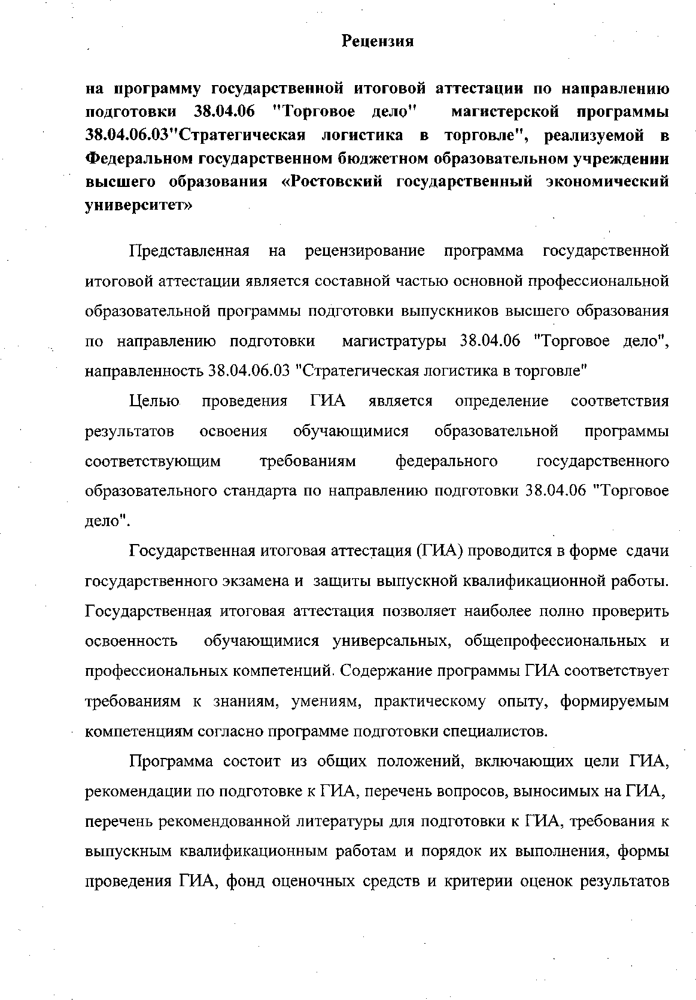 Рецензия
на программу государственной итоговой аттестации по направлению
подготовки 38.04.06 "Торговое дело" магистерской программы
38.04.06.03"Стратегическая логистика в торговле", реализуемой в
Федеральном государственном бюджетном образовательном учреждении
высшего образования «Ростовский государственный экономический
университет»
Представленная на рецензирование программа государственной
итоговой аттестации является составной частью основной профессиональной
образовательной программы подготовки выпускников высшего образования
по направлению подготовки магистратуры 38.04.06 "Торговое дело",
направленность 38.04.06.03 "Стратегическая логистика в торговле"
Целью проведения ГИА является определение соответствия
результатов освоения обучающимися образовательной программы
соответствующим требованиям федерального государственного
образовательного стандарта по направлению подготовки 38.04.06 "Торговое
дело".
Государственная итоговая аттестация (ГИА) проводится в форме сдачи
государственного экзамена и защиты выпускной квалификационной работы.
Государственная итоговая аттестация позволяет наиболее полно проверить
освоенность обучающимися универсальных, общепрофессиональных и
профессиональных компетенций. Содержание программы ГИА соответствует
требованиям к знаниям, умениям, практическому опыту, формируемым
компетенциям согласно программе подготовки специалистов.
Программа состоит из общих положений, включающих цели ГИА,
рекомендации по подготовке к ГИА, перечень вопросов, выносимых на ГИА,
перечень рекомендованной литературы для подготовки к ГИА, требования к
выпускным квалификационным работам и порядок их выполнения, формы
проведения ГИА, фонд оценочных средств и критерии оценок результатов